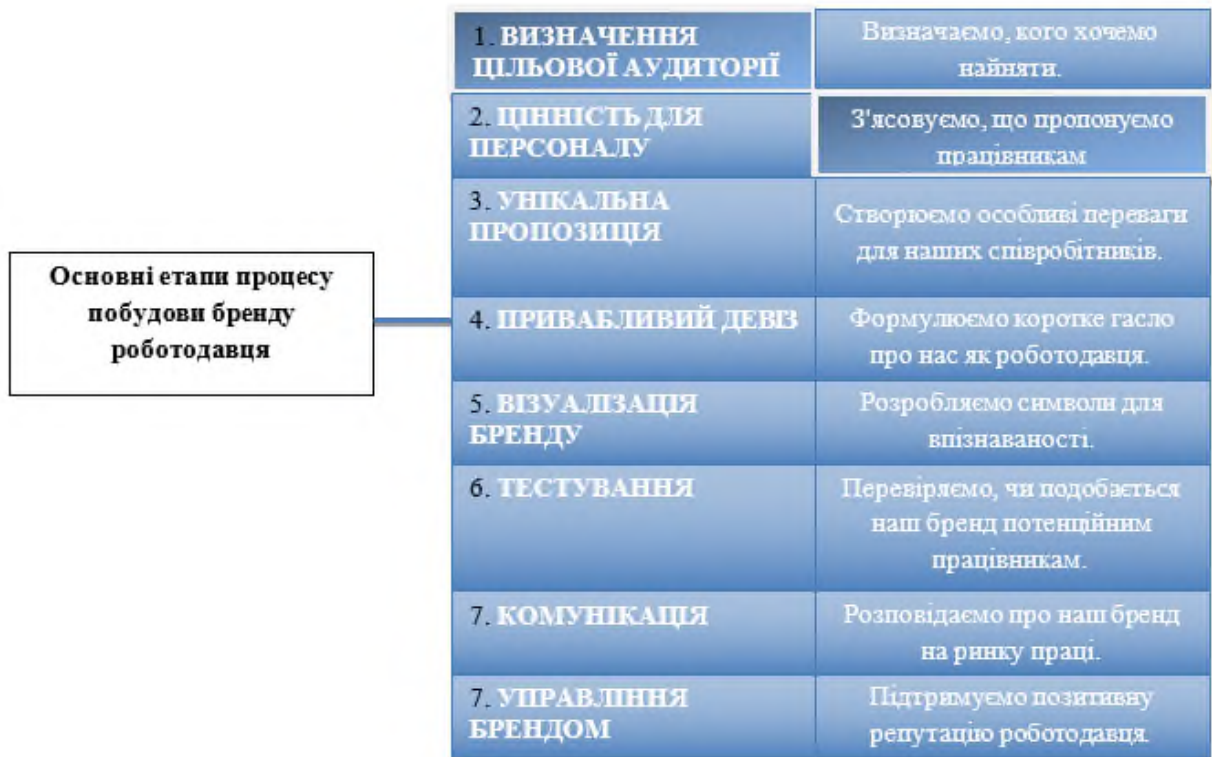 Основні етапи процесу
побудови бренду
роботодавця
1. ВИЗНАЧЕННЯ
ЦІЛЬОВОЇ АУДИТОРІЇ
Визначаємо, кого хочемо
найняти.
2. ЦІННІСТЬ ДЛЯ
ПЕРСОНАЛУ
З'ясовуємо, що пропонуємо
працівникам
3. УНІКАЛЬНА
ПРОПОЗИЦІЯ
Створюємо особливі переваги
для наших співробітників.
4. ПРИВАБЛИВИЙ ДЕВІЗ
Формулюємо коротке гасло
про нас як роботодавця.
5. ВІЗУАЛІЗАЦІЯ
БРЕНДУ
Розробляємо символи для
впізнаваності.
6. ТЕСТУВАННЯ
Перевіряємо, чи подобається
наш бренд потенційним
працівникам.
7. КОМУНІКАЦІЯ
Розповідаємо про наш бренд
на ринку праці.
7. УПРАВЛІННЯ
БРЕНДОМ
Підтримуємо позитивну
репутацію роботодавця.